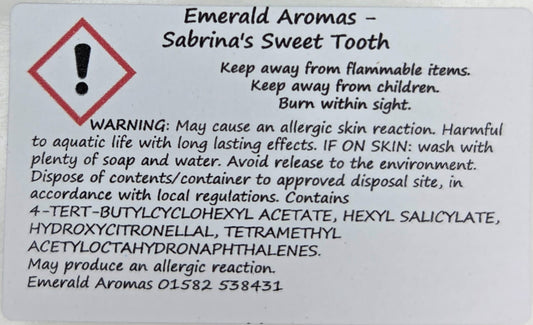 Emerald Aromas -
Sabrina's Sweet Tooth
Keep away from flammable items.
Keep away from children.
Burn within sight.
WARNING: May cause an allergic skin reaction. Harmful
to aquatic life with long lasting effects. IF ON SKIN: wash with
plenty of soap and water. Avoid release to the environment.
Dispose of contents/container to approved disposal site, in
accordance with local regulations. Contains
4-TERT-BUTYLCYCLOHEXYL ACETATE, HEXYL SALICYLATE,
HYDROXYCITRONELLAL, TETRAMETHYL
ACETYLOCTAHYDRONAPHTHALENES.
May produce an allergic reaction.
Emerald Aromas 01582 538431